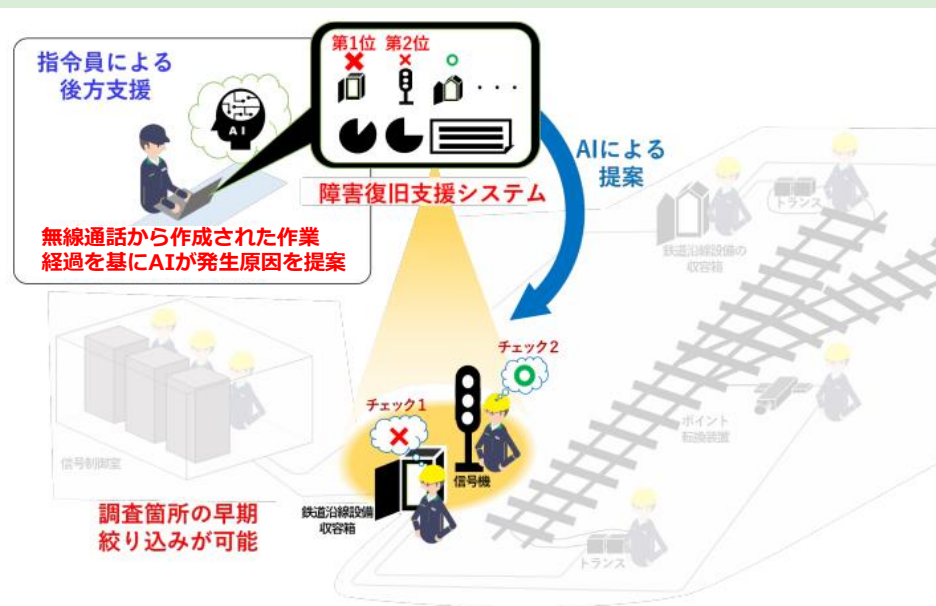 指令員による
後方支援
AI
第1位 第2位
・・・
障害復旧支援システム
AIによる
提案
無線通話から作成された作業
経過を基にAIが発生原因を提案
トランス
鉄道沿線設備の
収容箱
チェック2
チェック1
信号制御室
信号機
ポイント
転換装置
鉄道沿線設備
収容箱
調査箇所の早期
絞り込みが可能
トランス